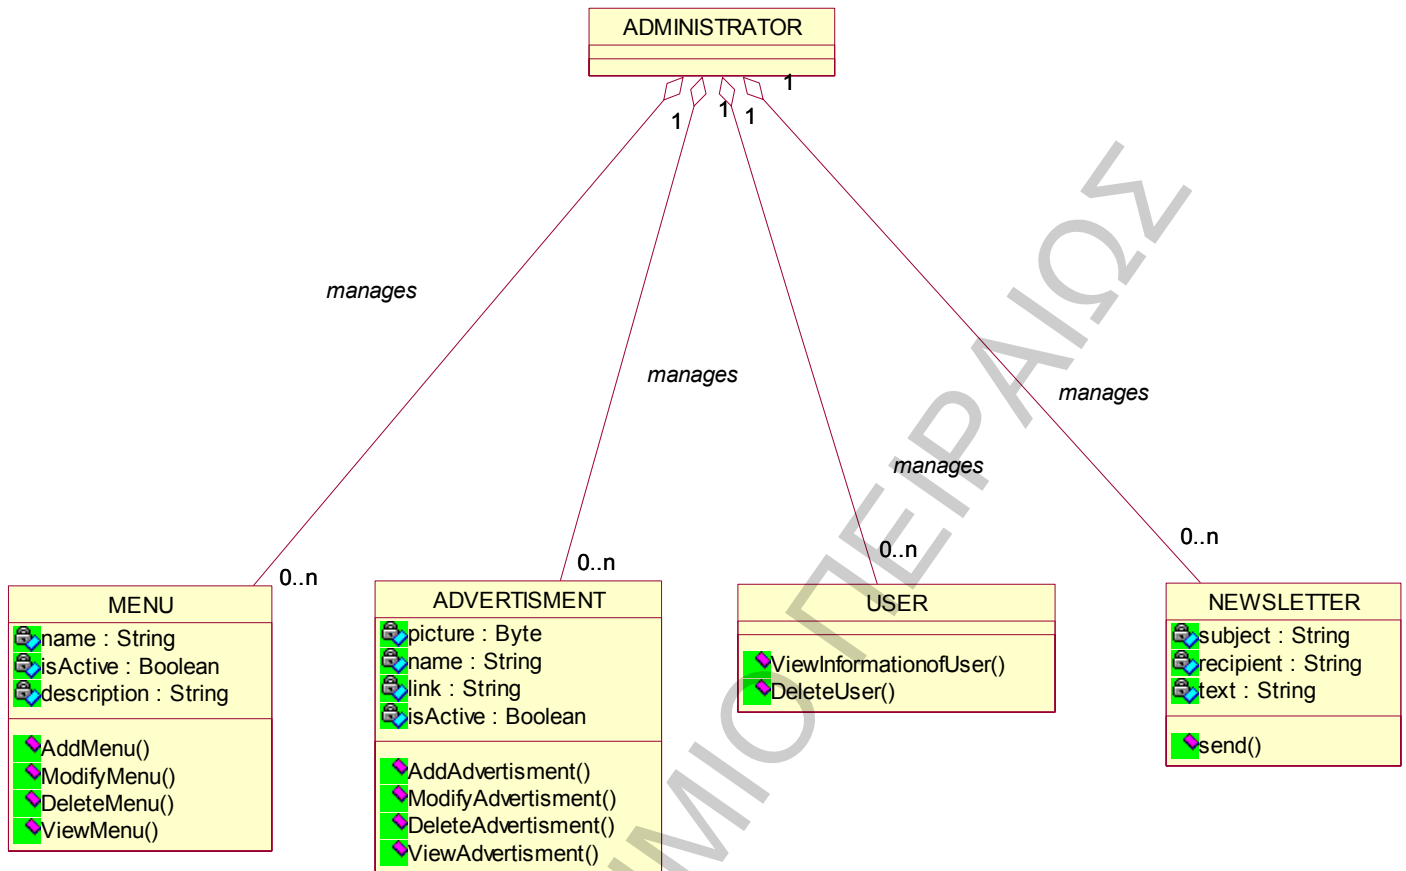 ADMINISTRATOR
1
1
1
1
manages
manages
manages
manages
0..n
0..n
0..n
0..n
MENU
name : String
isActive : Boolean
description : String
AddMenu()
ModifyMenu()
DeleteMenu()
ViewMenu()
ADVERTISMENT
picture : Byte
name : String
link : String
isActive : Boolean
AddAdvertisment()
ModifyAdvertisment()
DeleteAdvertisment()
ViewAdvertisment()
USER
ViewInformationofUser()
DeleteUser()
NEWSLETTER
subject : String
recipient : String
text : String
send()
ΜΙΟ ΠΕΙΡΑΙΩΣ